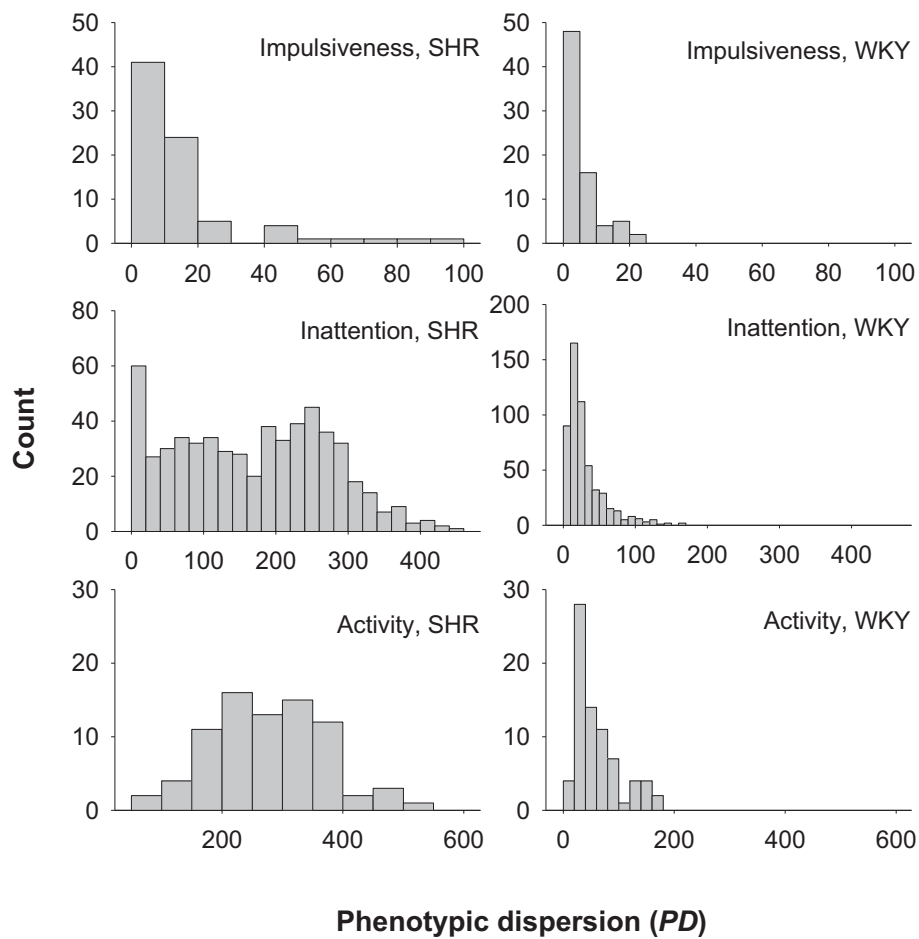 Impulsiveness, SHR
50
40
30
20
10
0
0 20 40 60 80 100
Impulsiveness, WKY
50
40
30
20
10
0
0 20 40 60 80 100
Inattention, SHR
80
60
40
20
0
0 100 200 300 400
Inattention, WKY
200
150
100
50
0
0 100 200 300 400
Activity, SHR
30
20
10
0
200 400 600
Activity, WKY
30
20
10
0
0 200 400 600
Count
Phenotypic dispersion (PD)